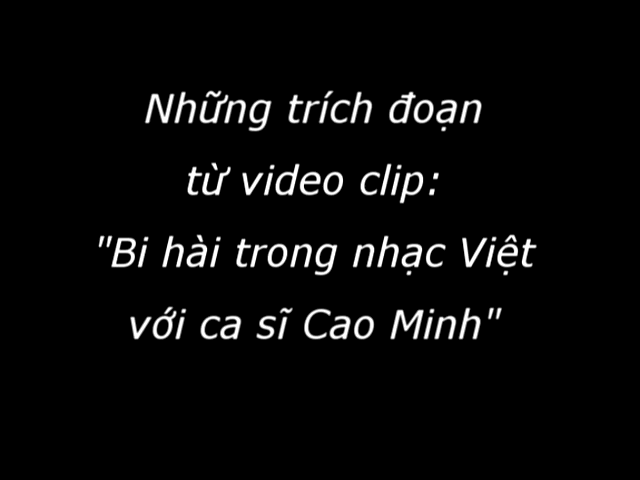 Những trích đoạn
từ video clip:
"Bi hài trong nhạc Việt
với ca sĩ Cao Minh"